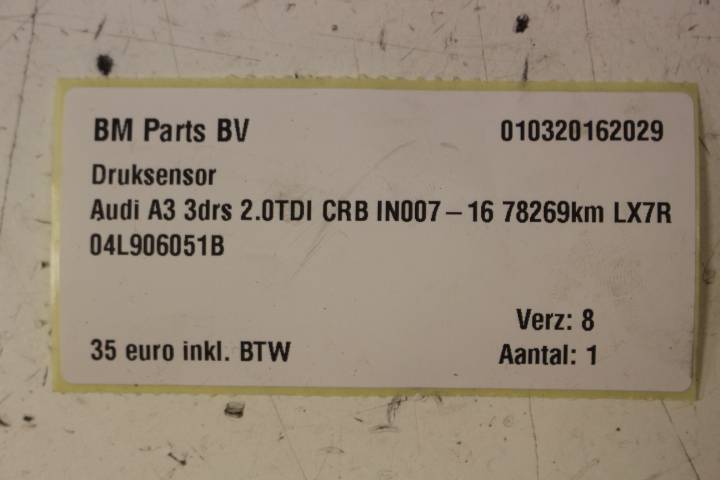 BM Parts BV 010320162029
Druksensor
Audi A3 3drs 2.0TDI CRB IN007-16 78269km LX7R
04L906051B
Verz: 8
35 euro inkl. BTW Aantal: 1